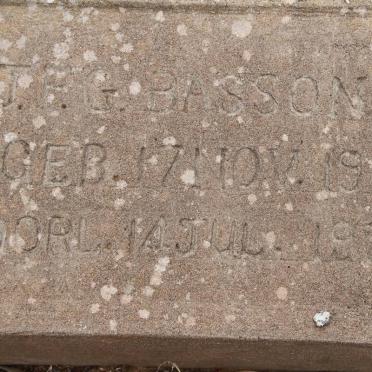 J.F.G. BASSON
GEB. 17 NOV. 19
OORL. 14 JUL. 19